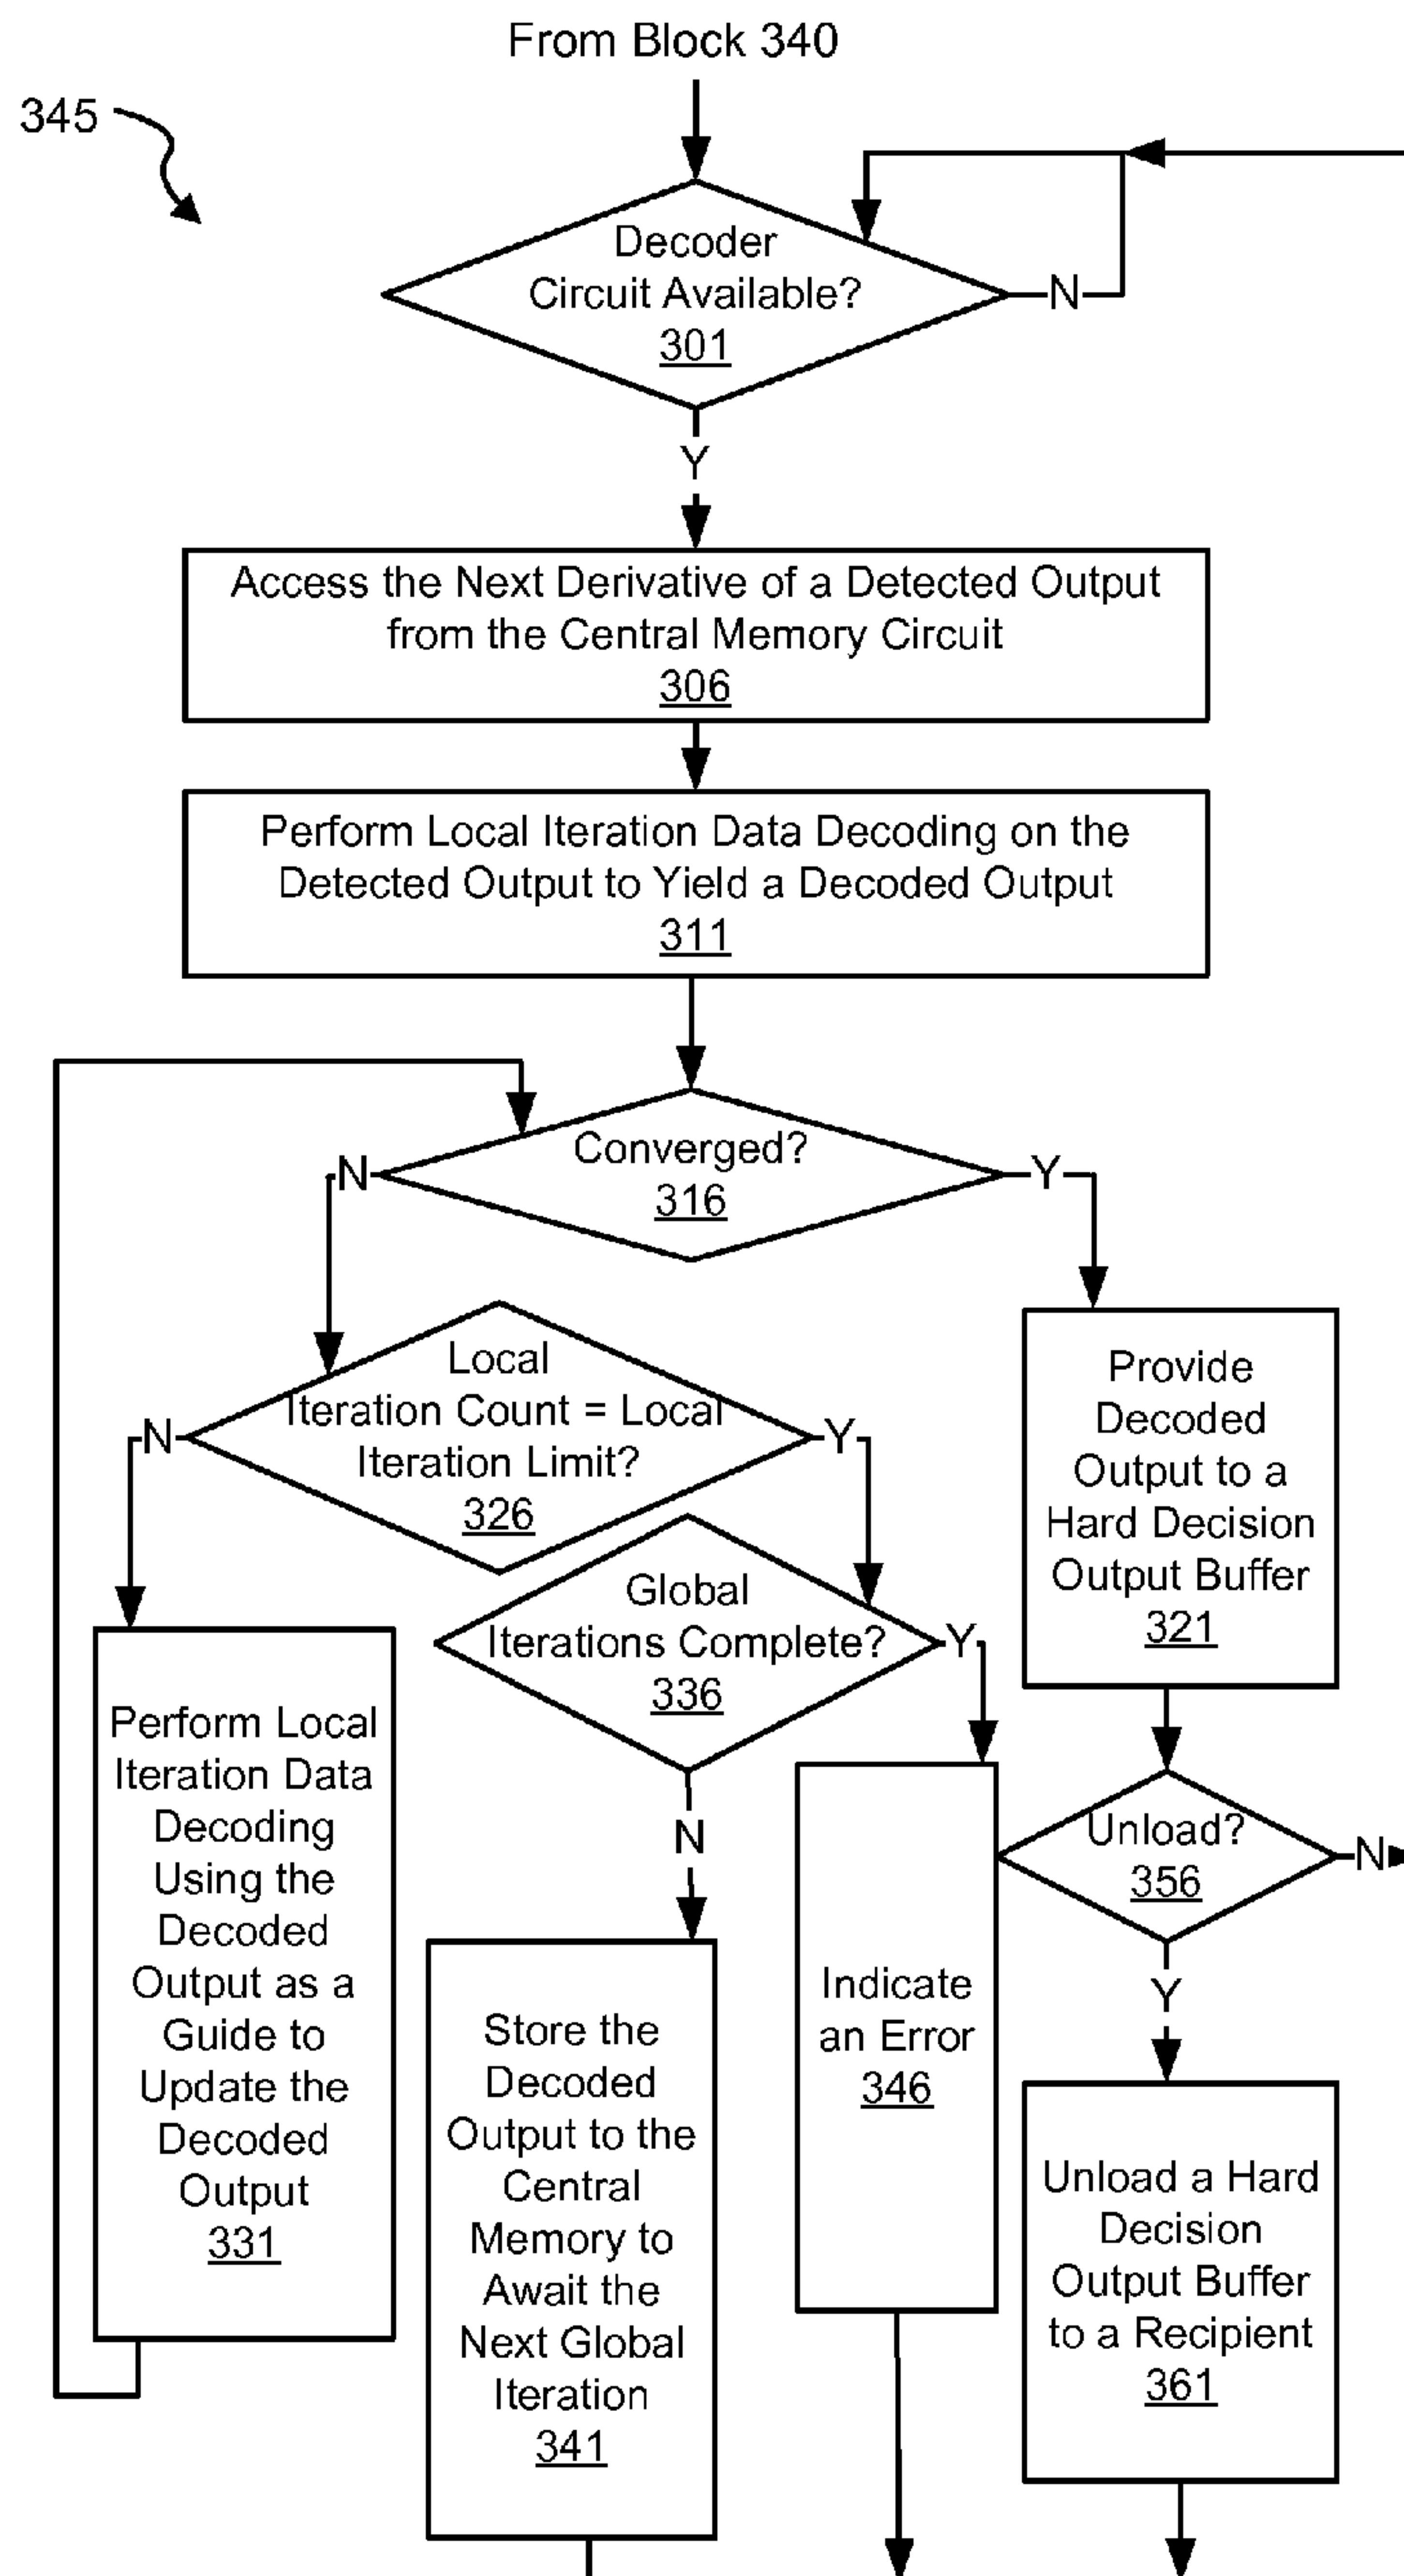 From Block 340
345
Decoder
Circuit Available?
301
N
Y
Access the Next Derivative of a Detected Output
from the Central Memory Circuit
306
Perform Local Iteration Data Decoding on the
Detected Output to Yield a Decoded Output
311
Converged?
316
N
Y
Local
Iteration Count = Local
Iteration Limit?
326
N
Y
Provide
Decoded
Output to a
Hard Decision
Output Buffer
321
Global
Iterations Complete?
336
Y
N
Perform Local
Iteration Data
Decoding
Using the
Decoded
Output as a
Guide to
Update the
Decoded
Output
331
Unload?
356
N
Y
Store the
Decoded
Output to the
Central
Memory to
Await the
Next Global
Iteration
341
Indicate
an Error
346
Unload a Hard
Decision
Output Buffer
to a Recipient
361